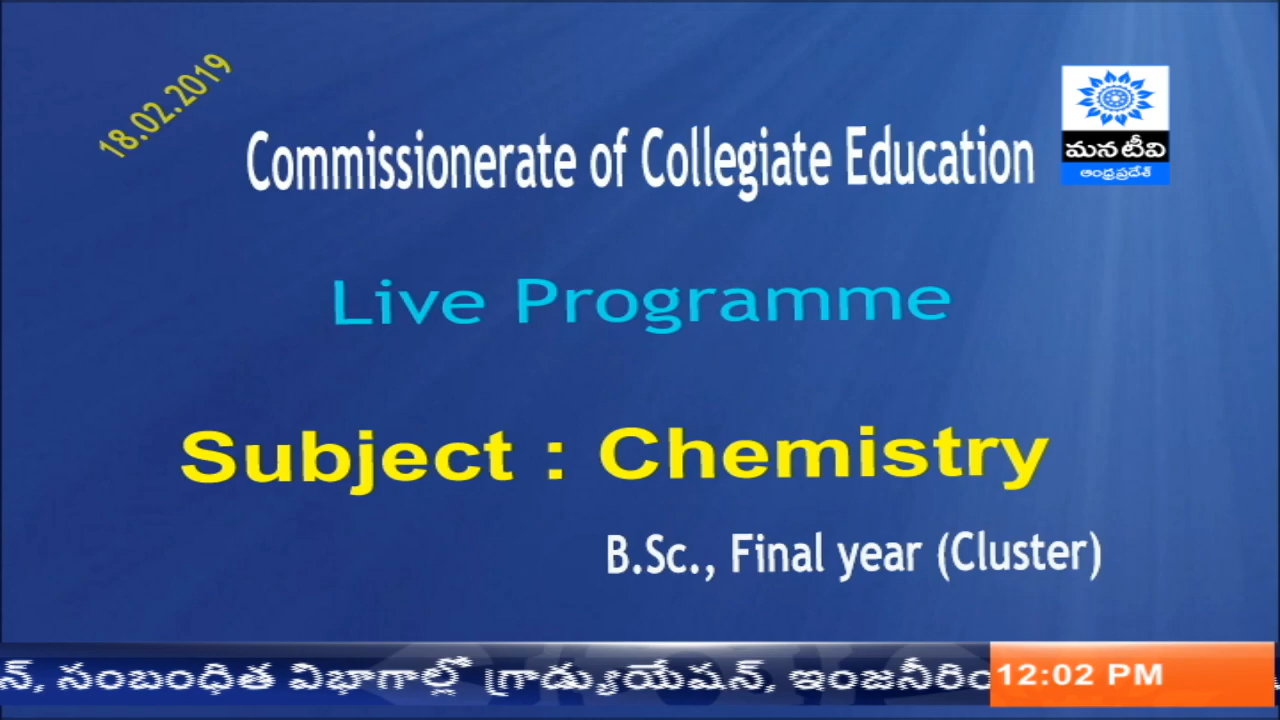 18.02.2019
Commissionerate of Collegiate Education
మన టీవి
ఆంధ్రప్రదేశ్
Live Programme
Subject : Chemistry
B.Sc., Final year (Cluster)
న్, సంబంధిత విభాగాల్లో గ్రాడ్యుయేషన్, ఇంజనీరిం
12:02 PM